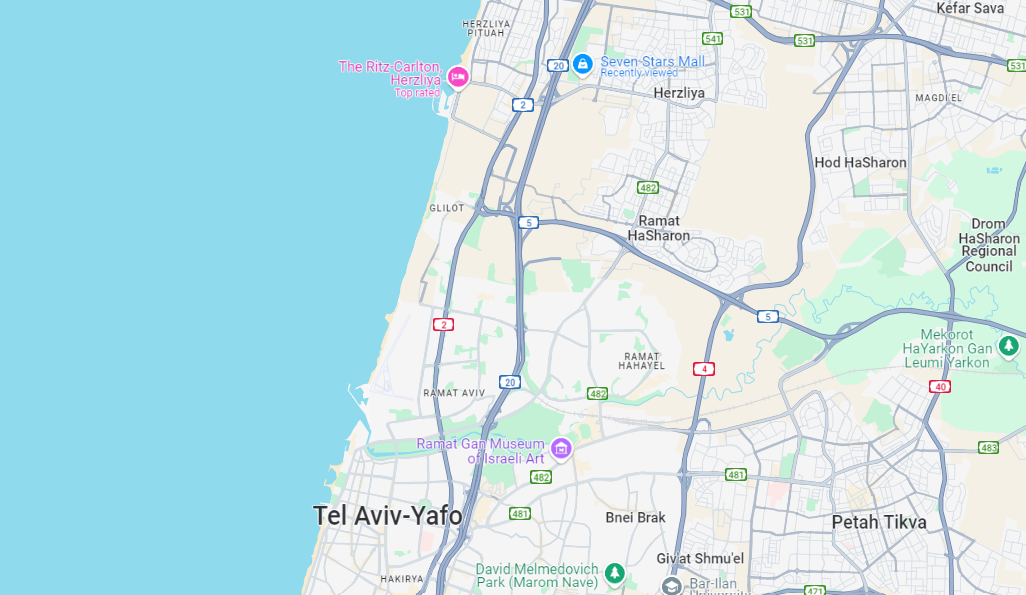 531
Kefar Sava
HERZLIYA
PITUAH
541
531
The Ritz-Carlton,
Herzliya
Top rated
20
Seven Stars Mall
Recently viewed
531
Herzliya
2
MAGDI'EL
Hod HaSharon
482
GLILOT
5
Ramat
HaSharon
Drom
HaSharon
Regional
Council
2
5
Mekorot
HaYarkon Gan
Leumi Yarkon
RAMAT
HAHAYEL
4
20
RAMAT AVIV
482
40
Ramat Gan Museum
of Israeli Art
483
482
481
481
Tel Aviv-Yafo
Bnei Brak
Petah Tikva
Giv'at Shmu'el
David Melmedovich
Park (Marom Nave)
HAKIRYA
Bar-Ilan
University
471